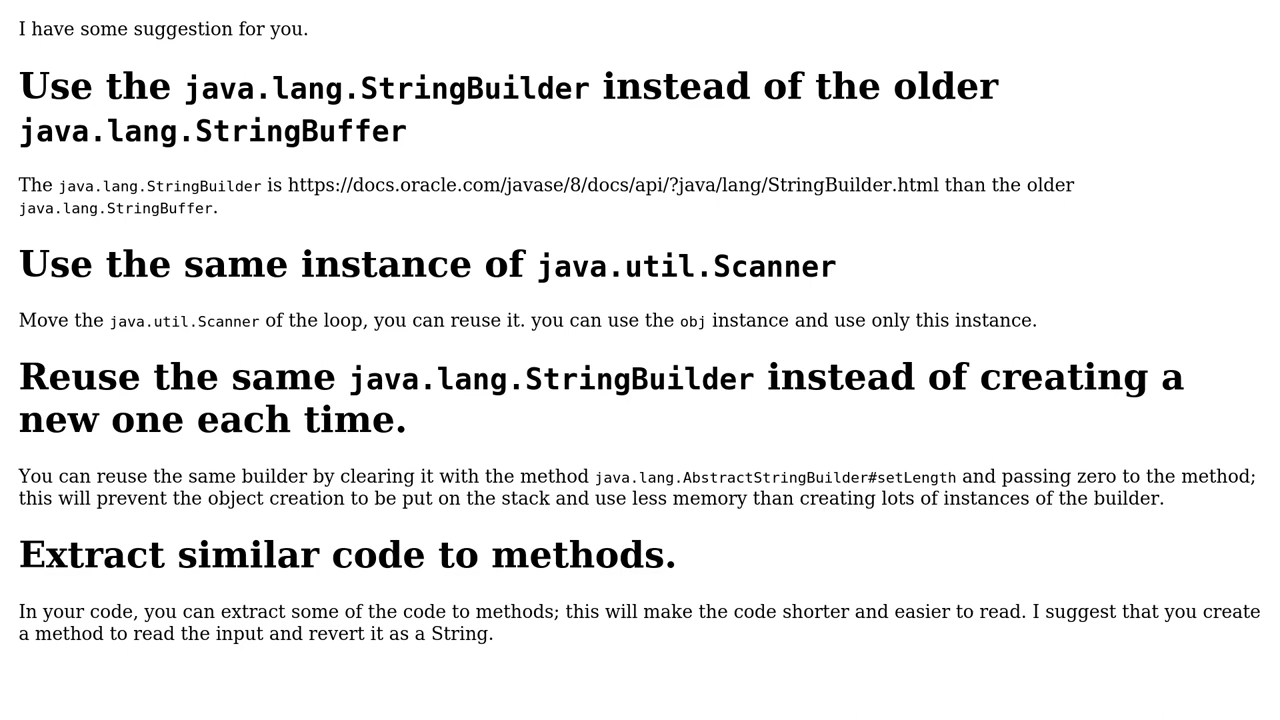 I have some suggestion for you.
Use the java.lang.StringBuilder instead of the older
java.lang.StringBuffer
The java.lang.StringBuilder is https://docs.oracle.com/javase/8/docs/api/?java/lang/StringBuilder.html than the older
java.lang.StringBuffer.
Use the same instance of java.util.Scanner
Move the java.util.Scanner of the loop, you can reuse it. you can use the obj instance and use only this instance.
Reuse the same java.lang.StringBuilder instead of creating a
new one each time.
You can reuse the same builder by clearing it with the method java.lang.AbstractStringBuilder#setLength and passing zero to the method;
this will prevent the object creation to be put on the stack and use less memory than creating lots of instances of the builder.
Extract similar code to methods.
In your code, you can extract some of the code to methods; this will make the code shorter and easier to read. I suggest that you create
a method to read the input and revert it as a String.